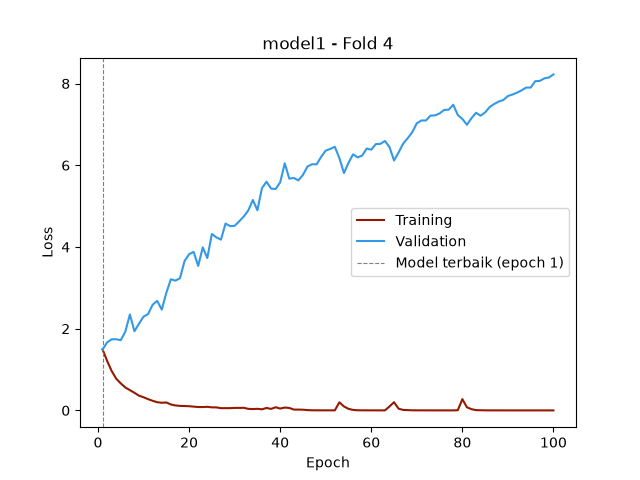 model1 - Fold 4
Loss
8
6
4
2
0
Training
Validation
Model terbaik (epoch 1)
0 20 40 60 80 100
Epoch